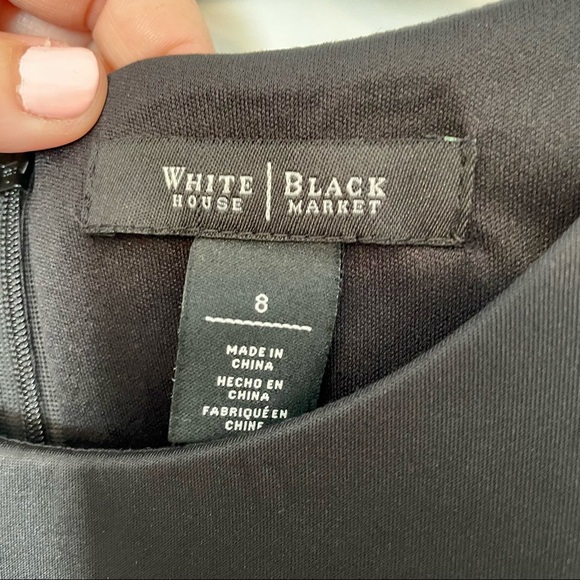 WHITE | BLACK
HOUSE | MARKET
8
MADE IN
CHINA
HECHO EN
CHINA
FABRIQUÉ EN
CHINE